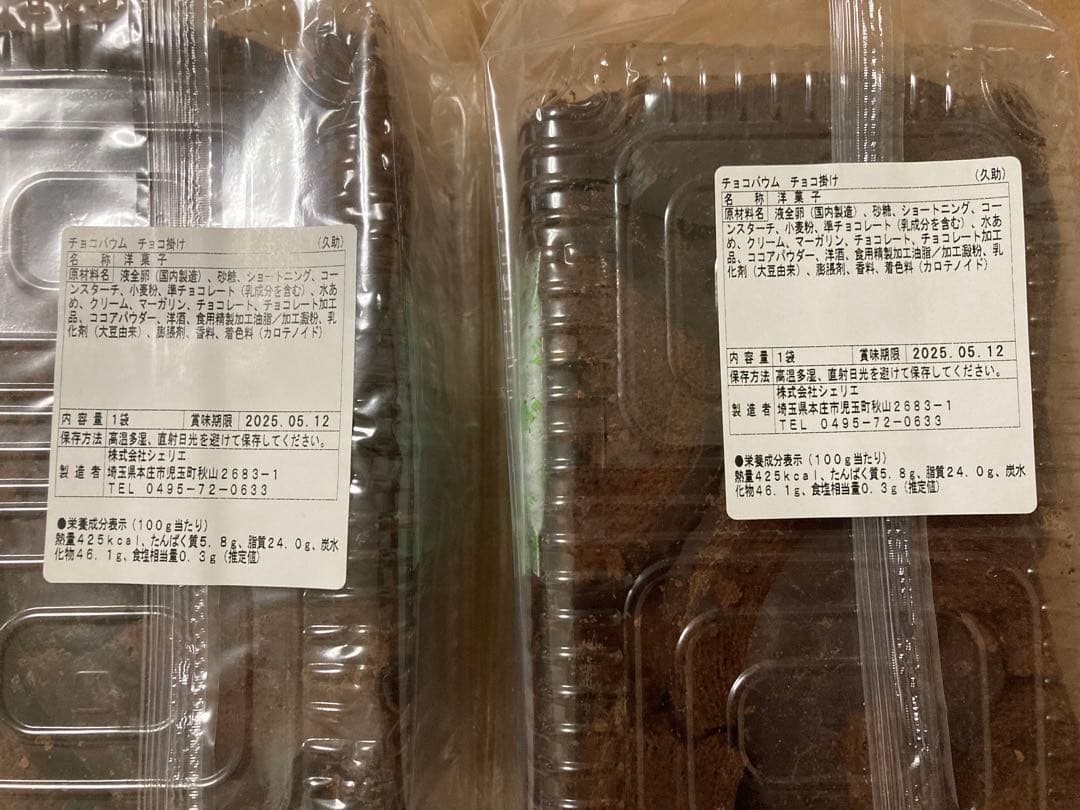 チョコバウム チョコ掛け (久助)
名称 洋菓子
原材料名 液全卵(国内製造)、砂糖、ショートニング、コー
ンスターチ、小麦粉、準チョコレート(乳成分を含む)、水あ
め、クリーム、マーガリン、チョコレート、チョコレート加工
品、ココアパウダー、洋酒、食用精製加工油脂/加工澱粉、乳
化剤(大豆由来)、膨脹剤、香料、着色料(カロテノイド)
内容量 1袋 賞味期限 2025.05.12
保存方法 高温多湿、直射日光を避けて保存してください。
株式会社シェリエ
製造者 埼玉県本庄市児玉町秋山2683-1
TEL 0495-72-0633
●栄養成分表示(100g当たり)
熱量425kcal、たんぱく質5.8g、脂質24.0g、炭水
化物46.1g、食塩相当量0.3g(推定値)
チョコバウム チョコ掛け (久助)
名称 洋菓子
原材料名 液全卵(国内製造)、砂糖、ショートニング、コー
ンスターチ、小麦粉、準チョコレート(乳成分を含む)、水あ
め、クリーム、マーガリン、チョコレート、チョコレート加工
品、ココアパウダー、洋酒、食用精製加工油脂/加工澱粉、乳
化剤(大豆由来)、膨脹剤、香料、着色料(カロテノイド)
内容量 1袋 賞味期限 2025.05.12
保存方法 高温多湿、直射日光を避けて保存してください。
株式会社シェリエ
製造者 埼玉県本庄市児玉町秋山2683-1
TEL 0495-72-0633
●栄養成分表示(100g当たり)
熱量425kcal、たんぱく質5.8g、脂質24.0g、炭水
化物46.1g、食塩相当量0.3g(推定値)